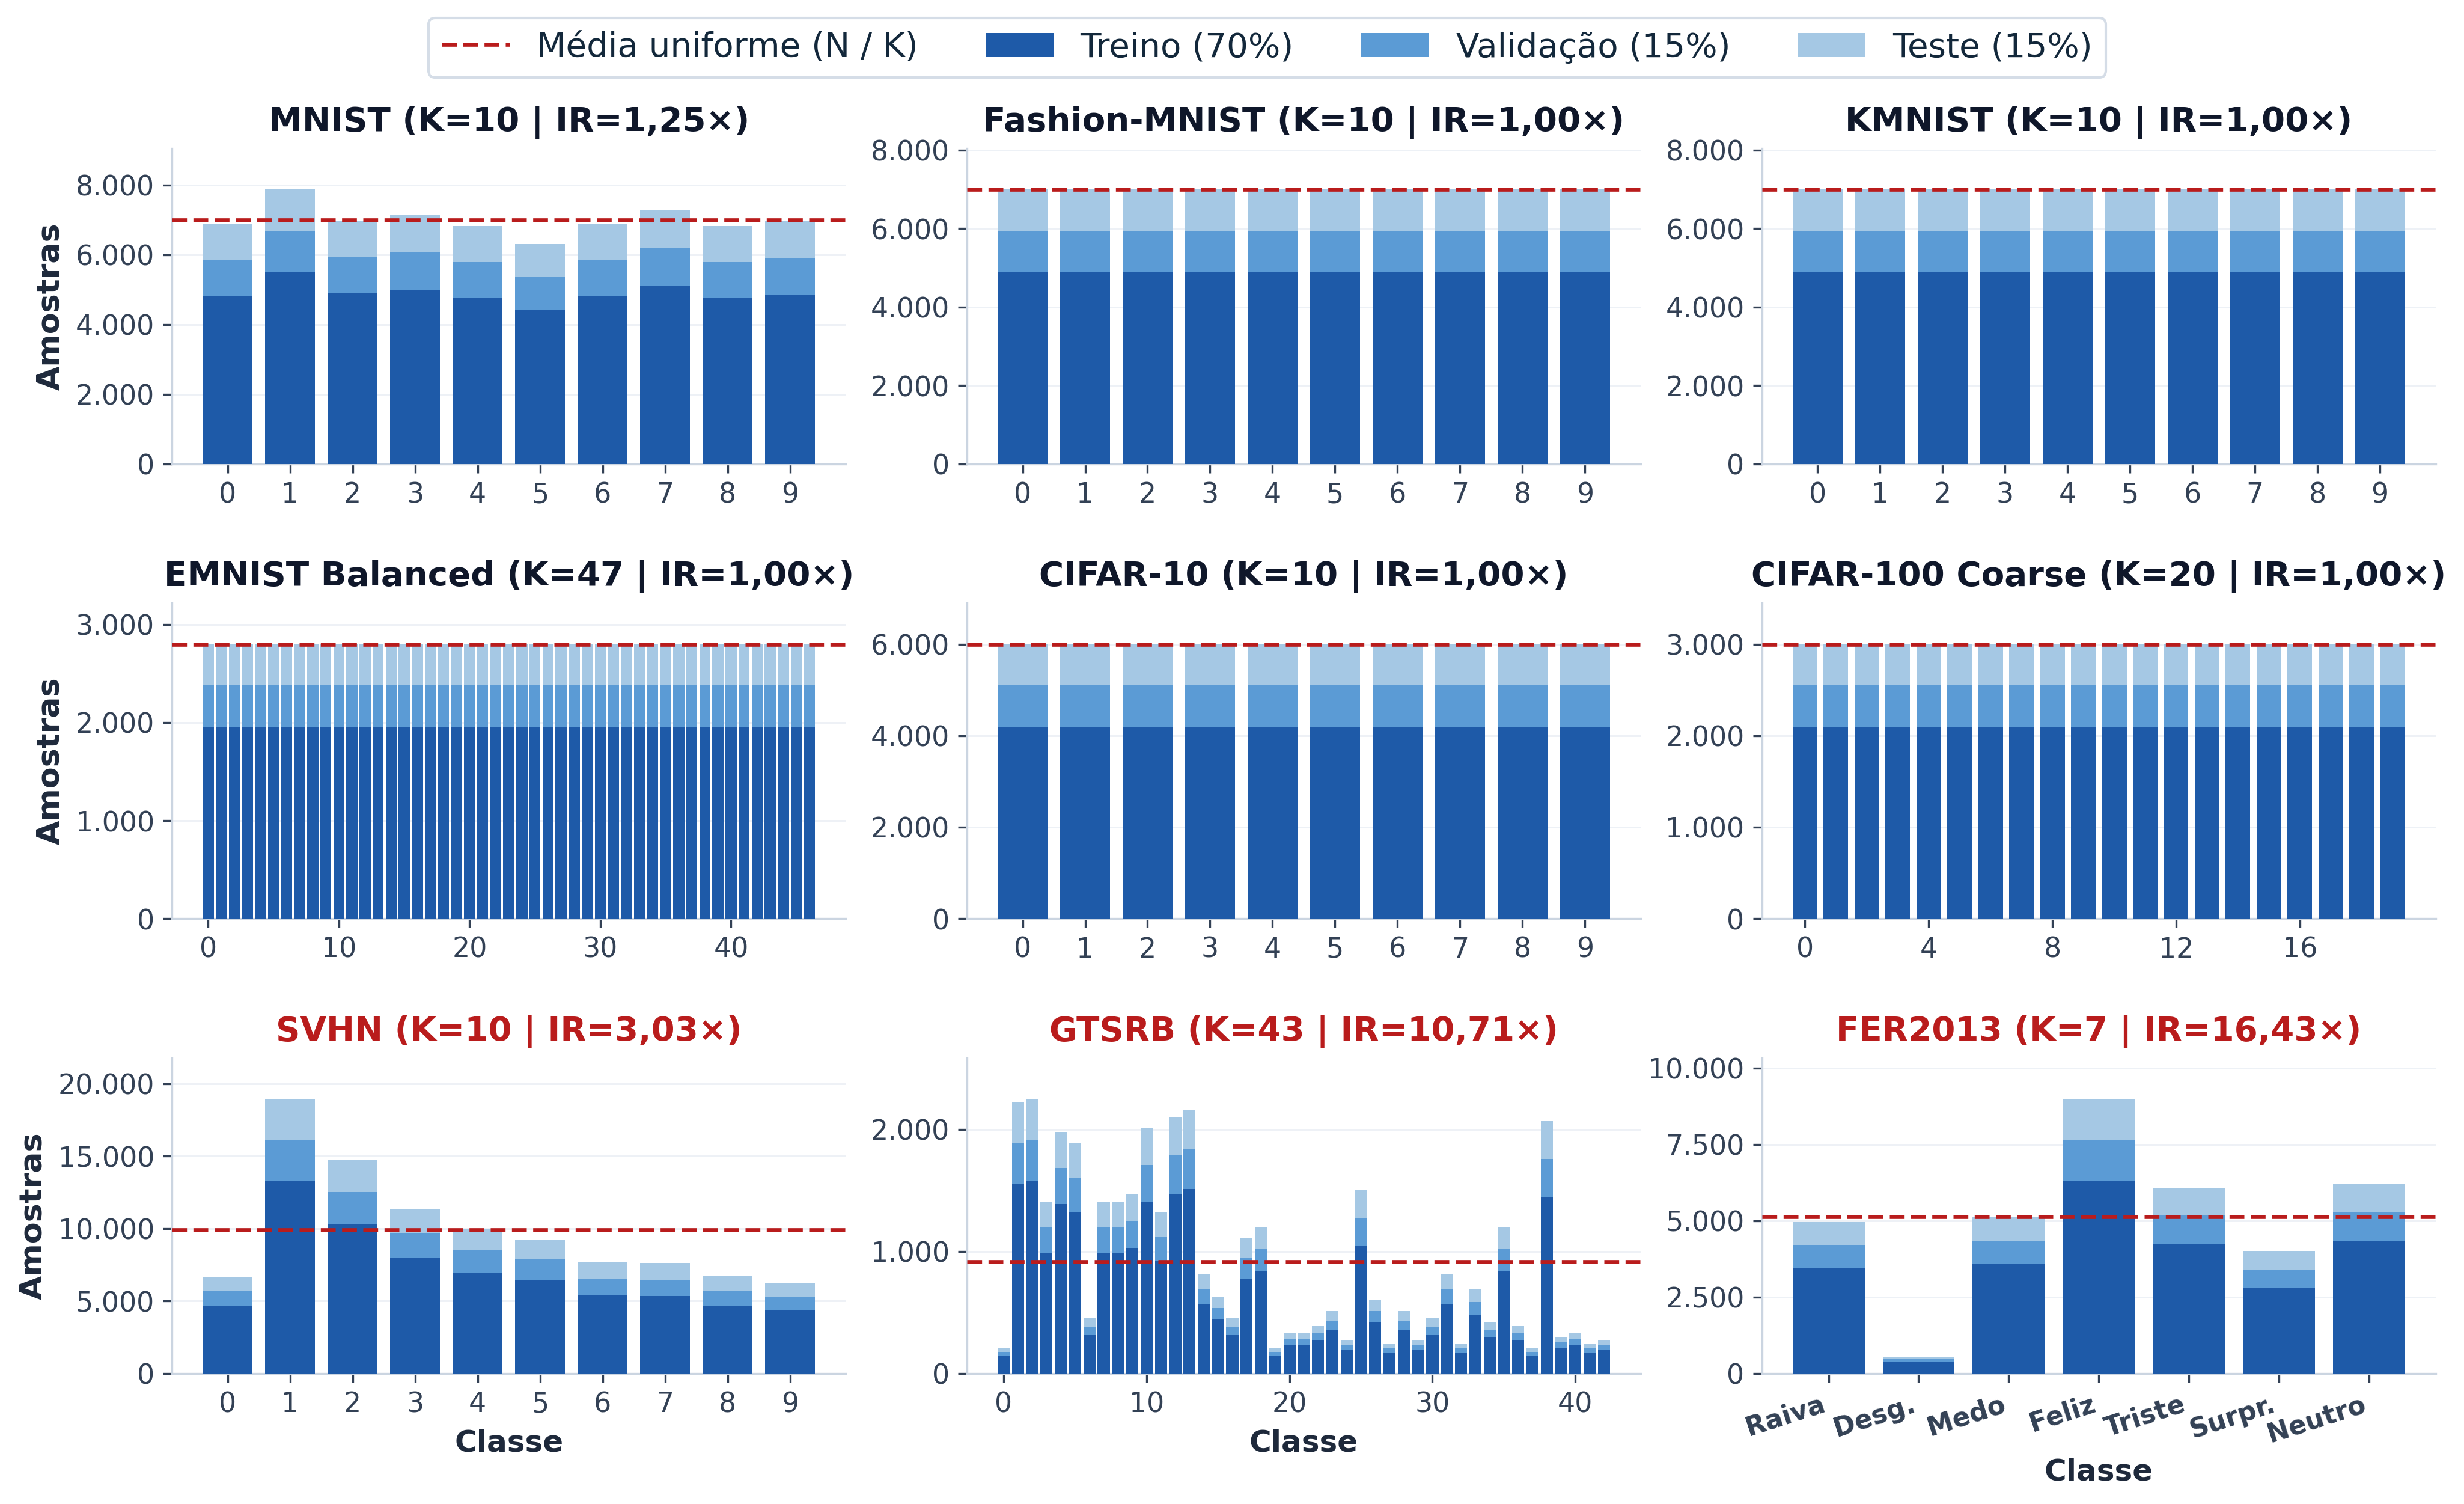 Média uniforme (N / K) Treino (70%) Validação (15%) Teste (15%)
MNIST (K=10 | IR=1,25×)
Amostras
8.000
6.000
4.000
2.000
0
0 1 2 3 4 5 6 7 8 9
Fashion-MNIST (K=10 | IR=1,00×)
8.000
6.000
4.000
2.000
0
0 1 2 3 4 5 6 7 8 9
KMNIST (K=10 | IR=1,00×)
8.000
6.000
4.000
2.000
0
0 1 2 3 4 5 6 7 8 9
EMNIST Balanced (K=47 | IR=1,00×)
Amostras
3.000
2.000
1.000
0
0 10 20 30 40
CIFAR-10 (K=10 | IR=1,00×)
6.000
4.000
2.000
0
0 1 2 3 4 5 6 7 8 9
CIFAR-100 Coarse (K=20 | IR=1,00×)
3.000
2.000
1.000
0
0 4 8 12 16
SVHN (K=10 | IR=3,03×)
Amostras
20.000
15.000
10.000
5.000
0
0 1 2 3 4 5 6 7 8 9
Classe
GTSRB (K=43 | IR=10,71×)
2.000
1.000
0
0 10 20 30 40
Classe
FER2013 (K=7 | IR=16,43×)
10.000
7.500
5.000
2.500
0
Raiva Desg. Medo Feliz Triste Surpr. Neutro
Classe